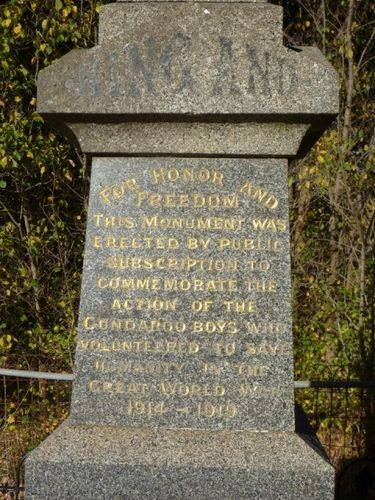 KING AND
FOR HONOR AND
FREEDOM
THIS MONUMENT WAS
ERECTED BY PUBLIC
SUBSCRIPTION TO
COMMEMORATE THE
ACTION OF THE
GUNDAROO BOYS WHO
VOLUNTEERED TO SAVE
HUMANITY IN THE
GREAT WORLD WAR
1914-1919